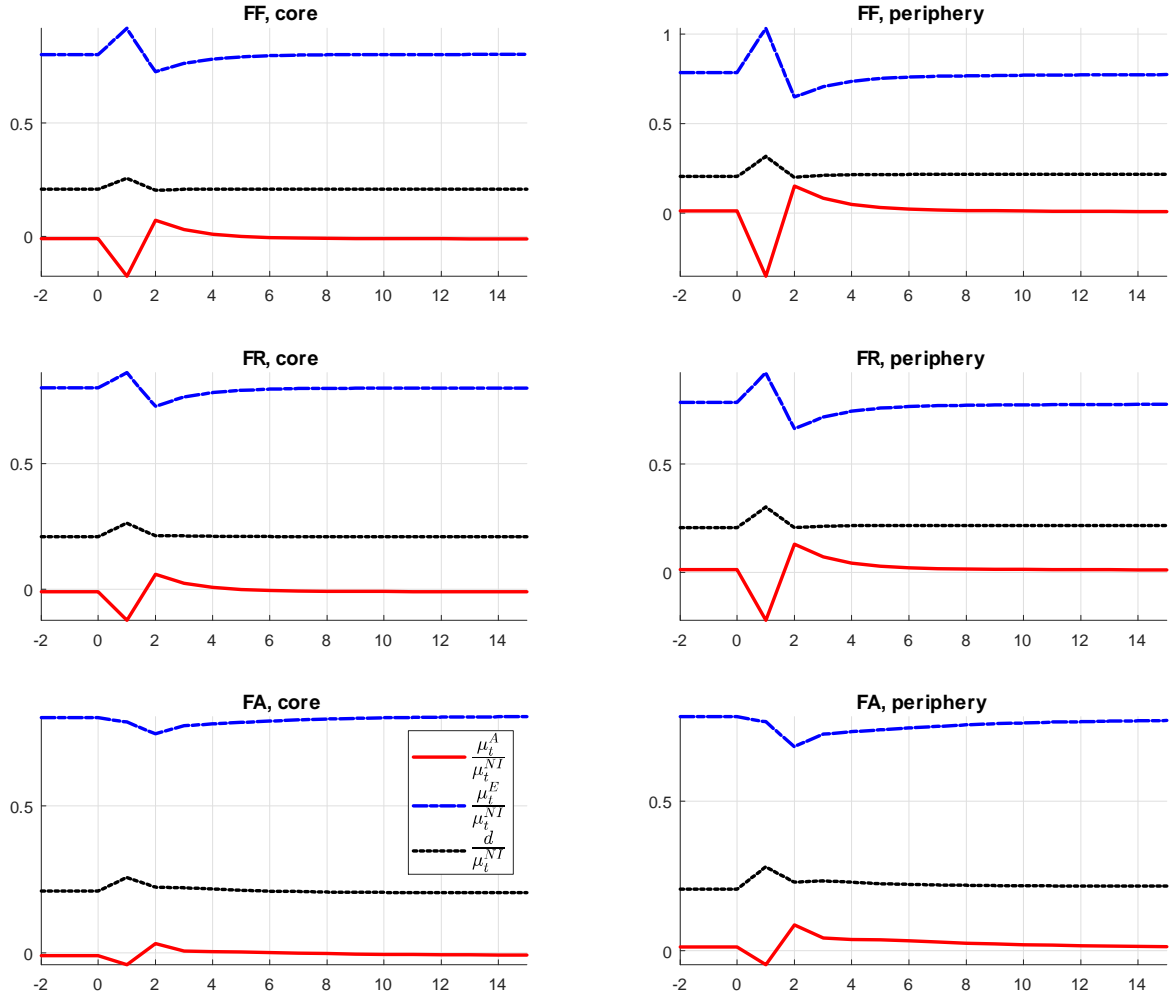 FF, core
0.5
0
-2 0 2 4 6 8 10 12 14
FF, periphery
1
0.5
0
-2 0 2 4 6 8 10 12 14
FR, core
0.5
0
-2 0 2 4 6 8 10 12 14
FR, periphery
0.5
0
-2 0 2 4 6 8 10 12 14
FA, core
0.5
0
-2 0 2 4 6 8 10 12 14
μ_t^A / μ_t^{NI}
μ_t^E / μ_t^{NI}
d / μ_t^{NI}
FA, periphery
0.5
0
-2 0 2 4 6 8 10 12 14